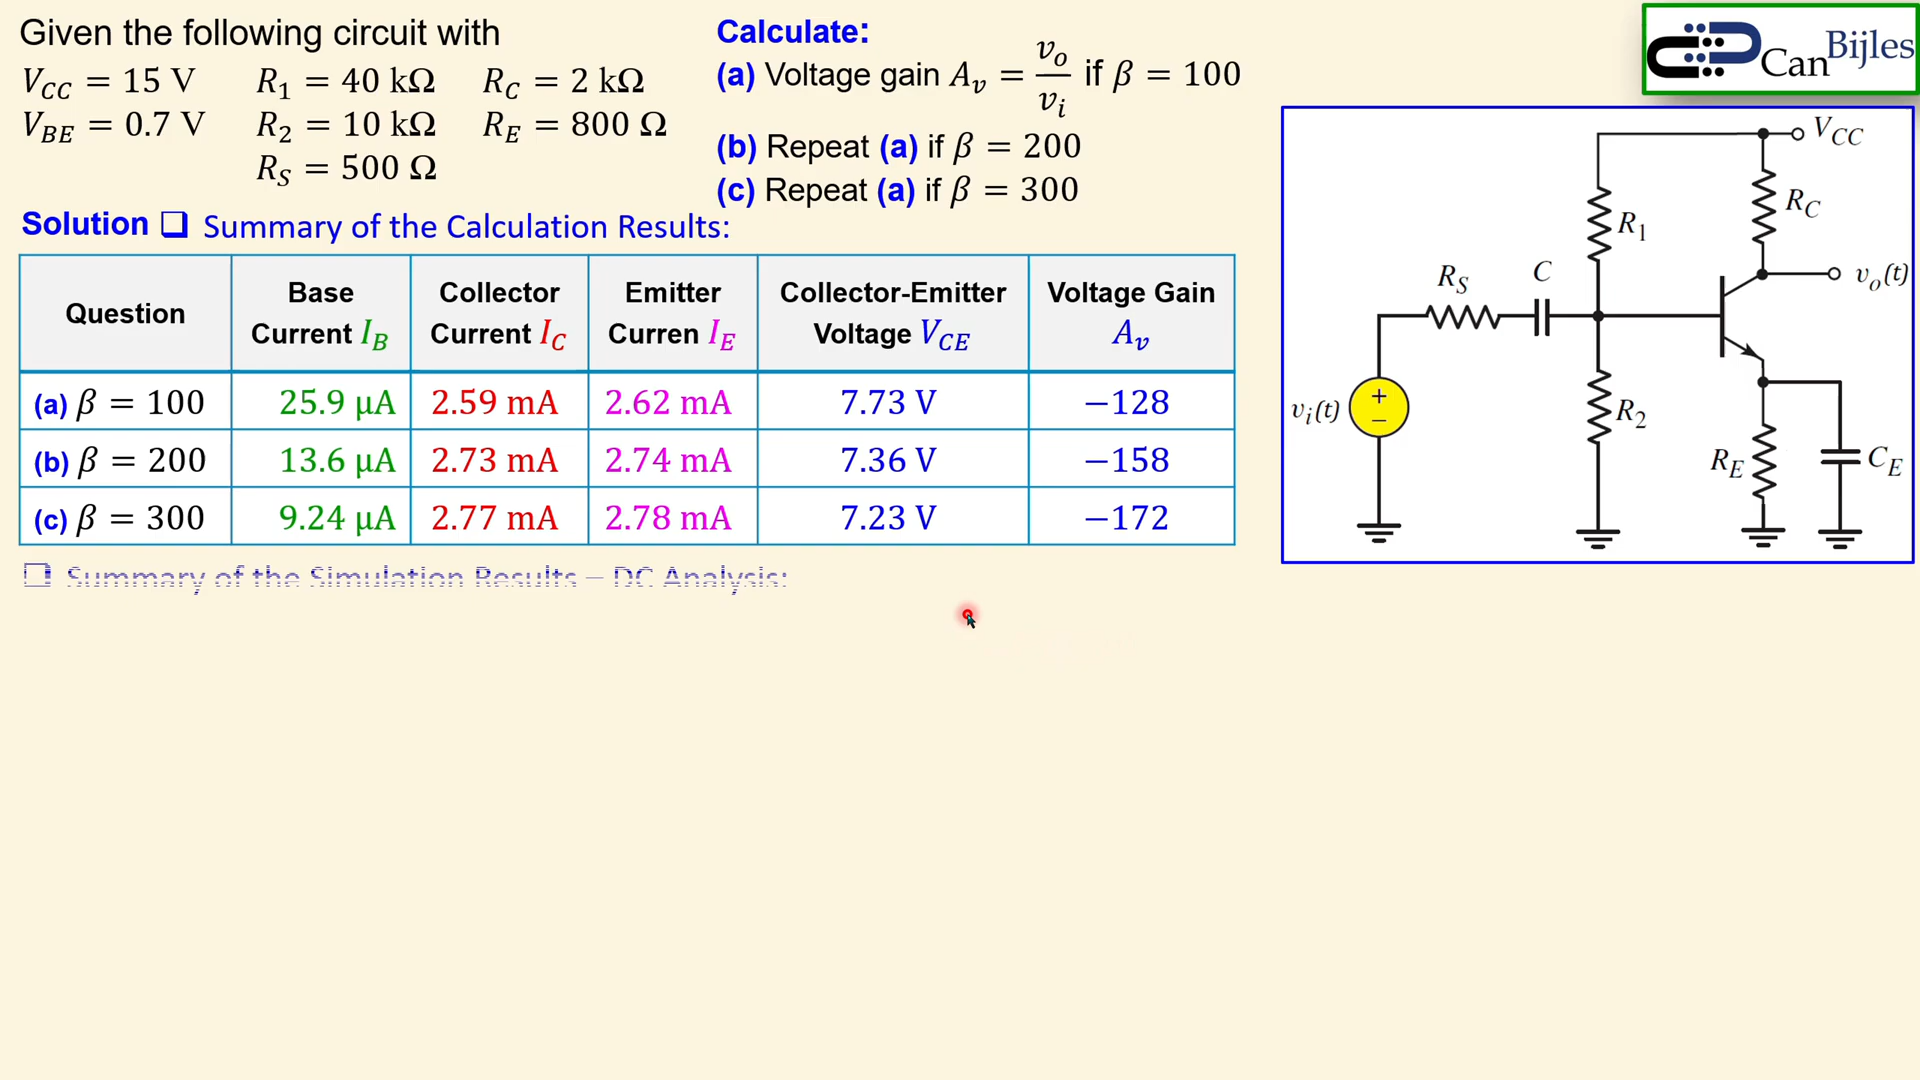 Given the following circuit with
V_CC = 15 V R_1 = 40 kΩ R_C = 2 kΩ
V_BE = 0.7 V R_2 = 10 kΩ R_E = 800 Ω
R_S = 500 Ω
Calculate:
(a) Voltage gain A_v = v_o/v_i if β = 100
(b) Repeat (a) if β = 200
(c) Repeat (a) if β = 300
CanBijles
Solution ❑ Summary of the Calculation Results:
Question Base Current I_B Collector Current I_C Emitter Curren I_E Collector-Emitter Voltage V_CE Voltage Gain A_v
(a) β = 100 25.9 μA 2.59 mA 2.62 mA 7.73 V −128
(b) β = 200 13.6 μA 2.73 mA 2.74 mA 7.36 V −158
(c) β = 300 9.24 μA 2.77 mA 2.78 mA 7.23 V −172
❑ Summary of the Simulation Results – DC Analysis:
V_CC
R_C
R_1
v_o(t)
R_S
C
+
−
v_i(t)
R_2
R_E
C_E